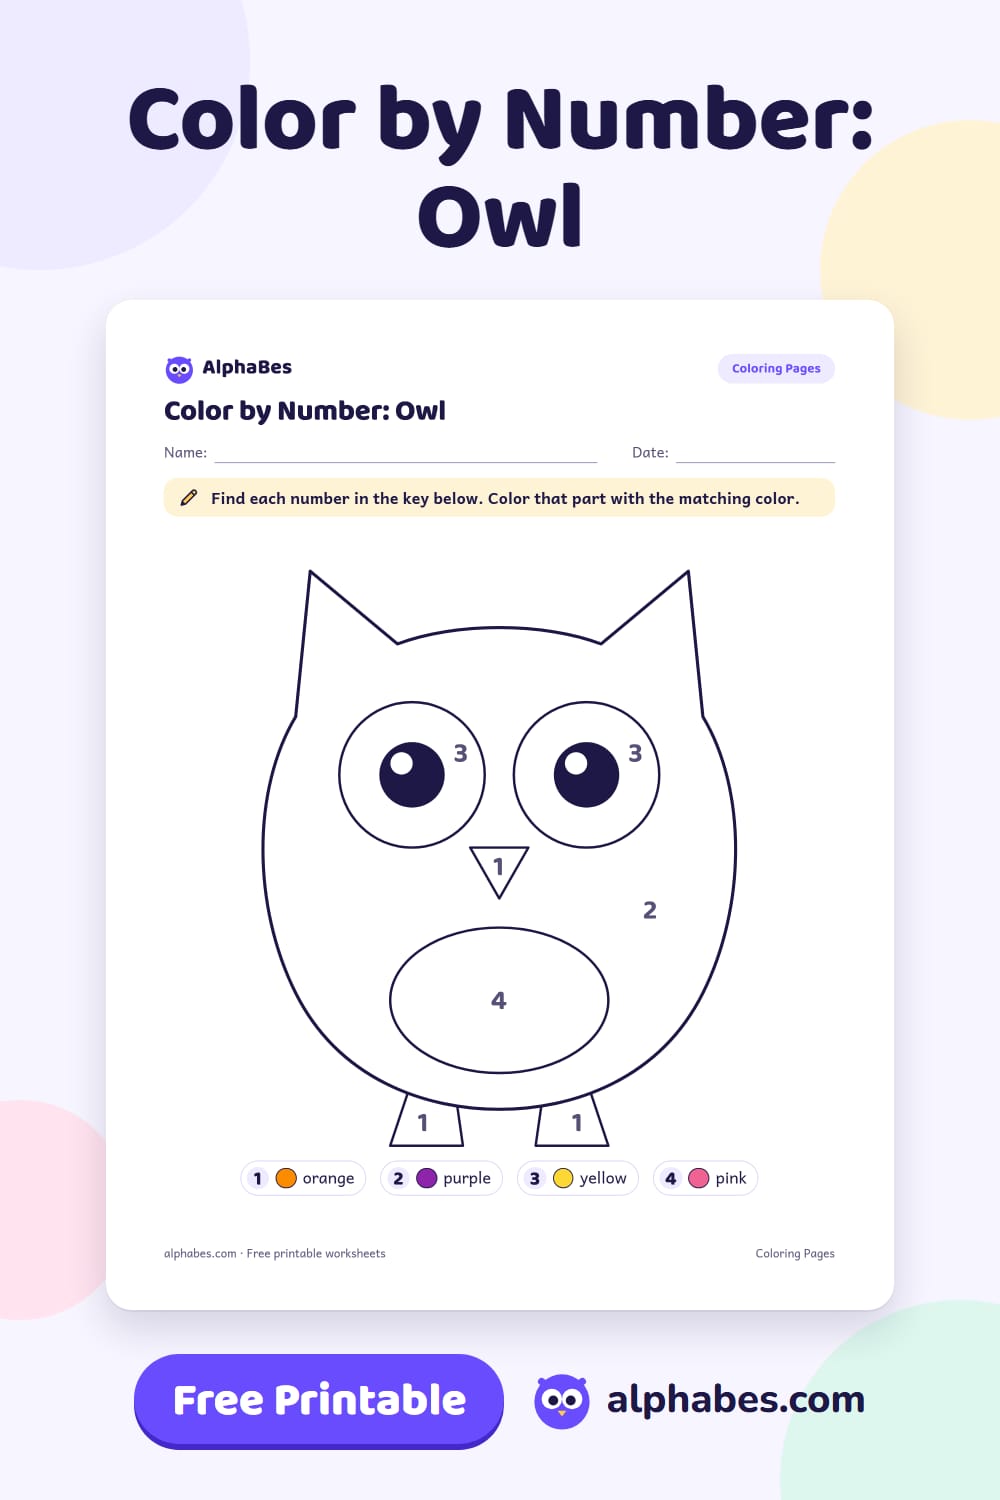 Color by Number:
Owl
AlphaBes
Coloring Pages
Color by Number: Owl
Name:
Date:
Find each number in the key below. Color that part with the matching color.
3
3
1
2
4
1
1
1 orange
2 purple
3 yellow
4 pink
alphabes.com · Free printable worksheets
Coloring Pages
Free Printable
alphabes.com